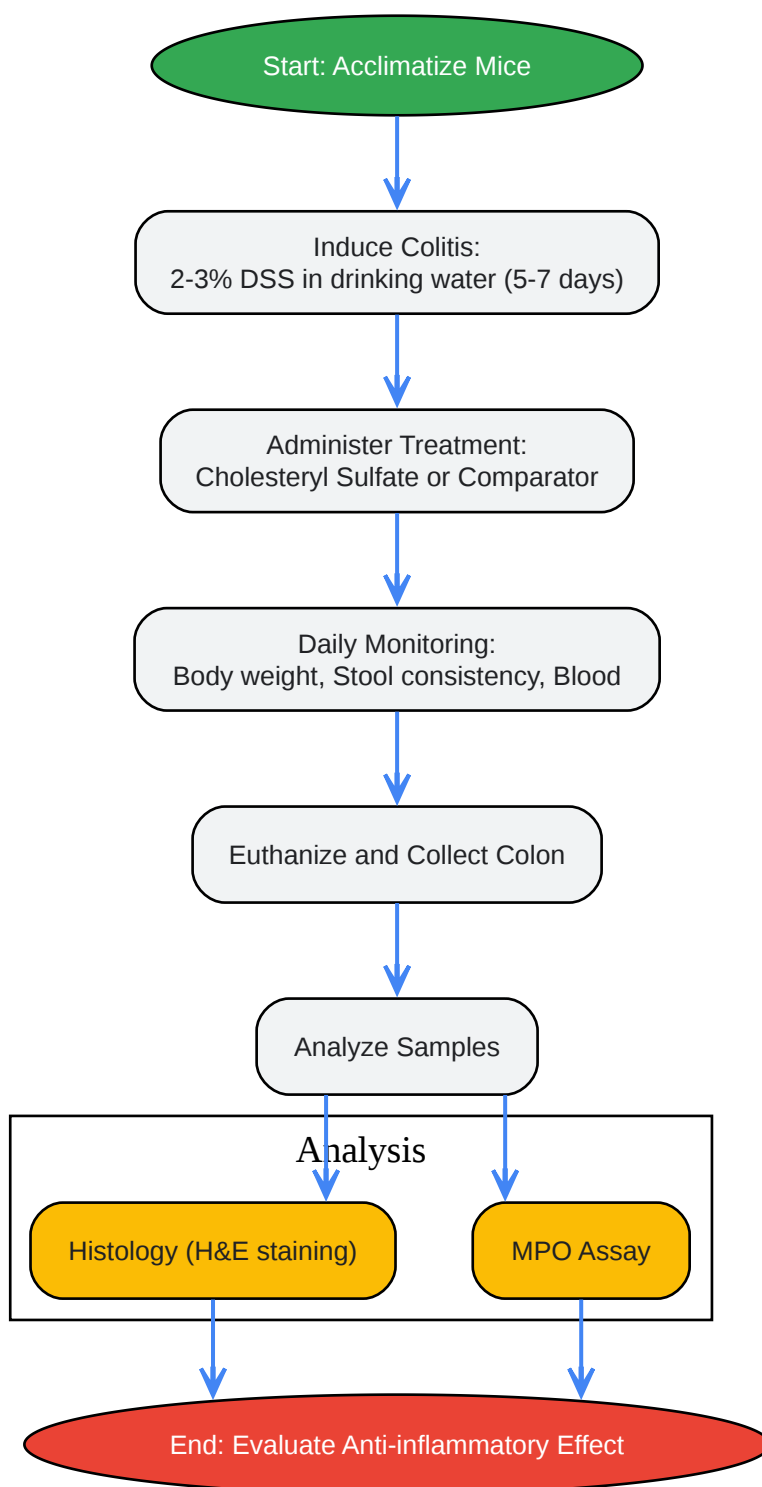 Start: Acclimatize Mice
Induce Colitis:
2-3% DSS in drinking water (5-7 days)
Administer Treatment:
Cholesteryl Sulfate or Comparator
Daily Monitoring:
Body weight, Stool consistency, Blood
Euthanize and Collect Colon
Analyze Samples
Analysis
Histology (H&E staining)
MPO Assay
End: Evaluate Anti-inflammatory Effect